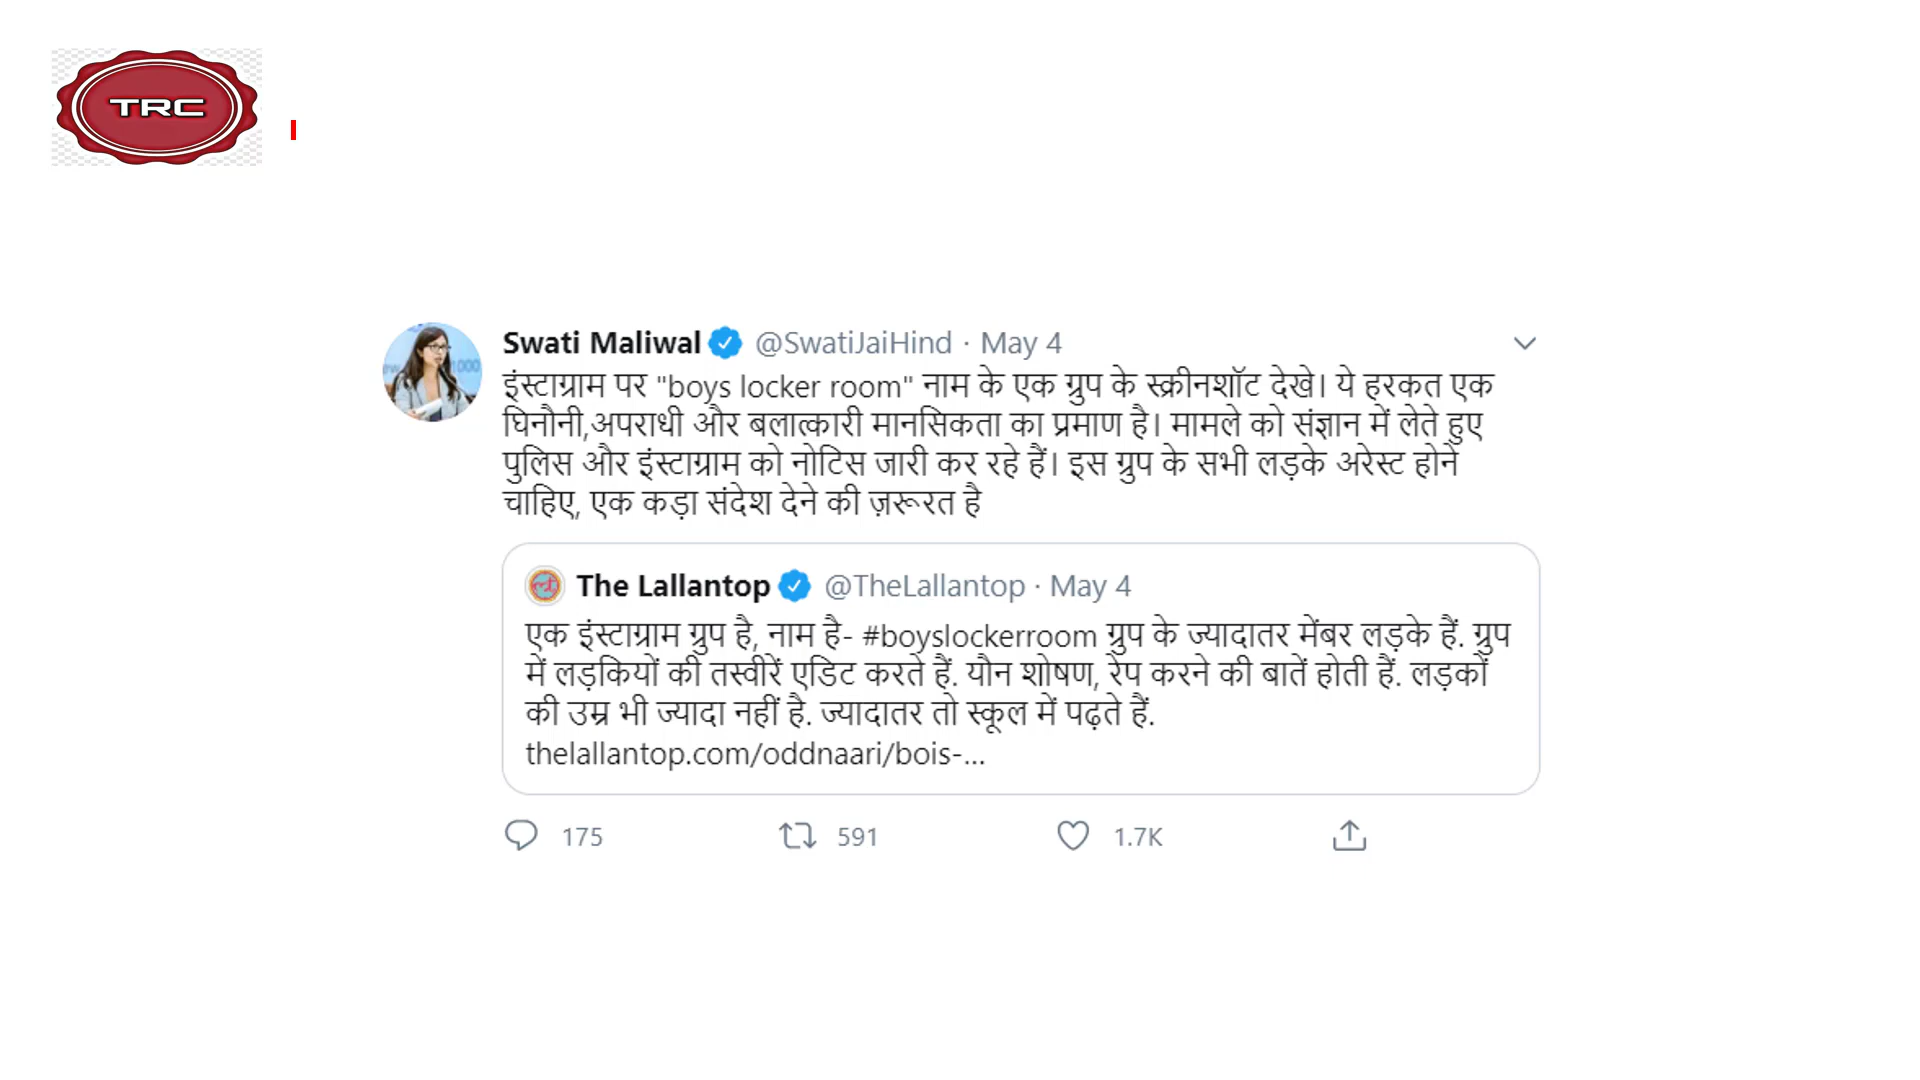 TRC
Swati Maliwal @SwatiJaiHind · May 4
इंस्टाग्राम पर "boys locker room" नाम के एक ग्रुप के स्क्रीनशॉट देखे। ये हरकत एक
घिनौनी,अपराधी और बलात्कारी मानसिकता का प्रमाण है। मामले को संज्ञान में लेते हुए
पुलिस और इंस्टाग्राम को नोटिस जारी कर रहे हैं। इस ग्रुप के सभी लड़के अरेस्ट होने
चाहिए, एक कड़ा संदेश देने की ज़रूरत है
The Lallantop @TheLallantop · May 4
एक इंस्टाग्राम ग्रुप है, नाम है- #boyslockerroom ग्रुप के ज्यादातर मेंबर लड़के हैं. ग्रुप
में लड़कियों की तस्वीरें एडिट करते हैं. यौन शोषण, रेप करने की बातें होती हैं. लड़कों
की उम्र भी ज्यादा नहीं है. ज्यादातर तो स्कूल में पढ़ते हैं.
thelallantop.com/oddnaari/bois-...
175 591 1.7K